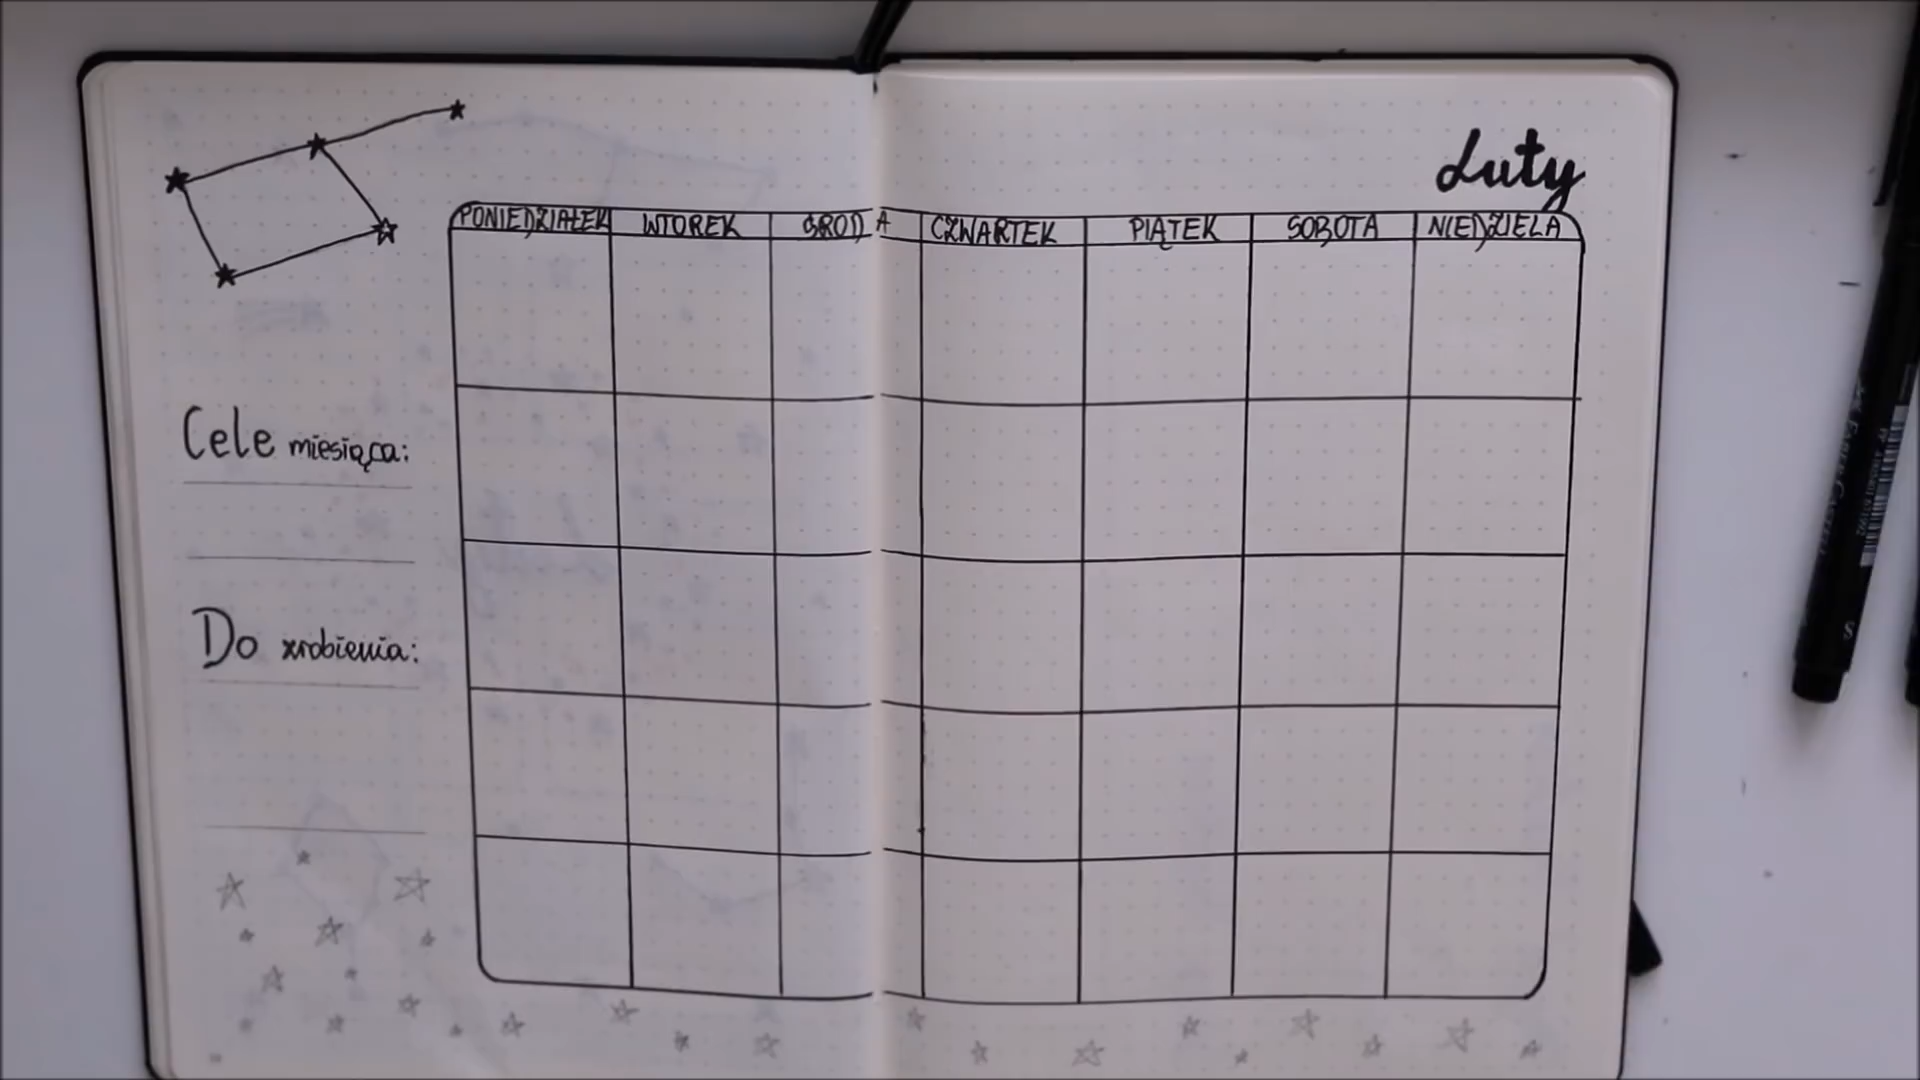 Luty
PONIEDZIAŁEK WTOREK ŚRODA CZWARTEK PIĄTEK SOBOTA NIEDZIELA
Cele miesiąca:
Do zrobienia:
S